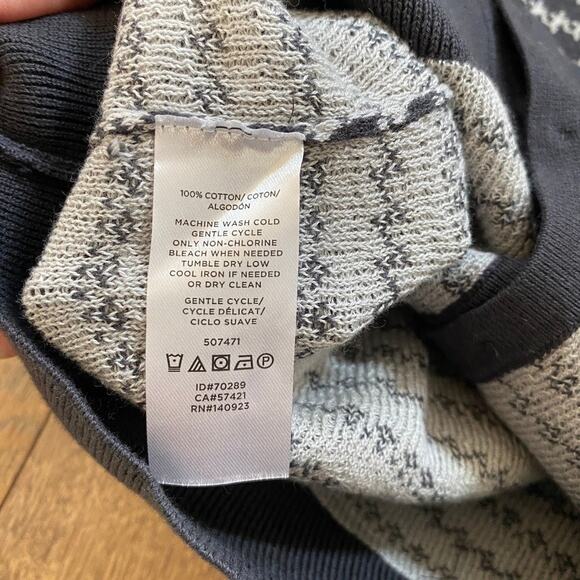 100% COTTON/ COTON/
ALGODÓN
MACHINE WASH COLD
GENTLE CYCLE
ONLY NON-CHLORINE
BLEACH WHEN NEEDED
TUMBLE DRY LOW
COOL IRON IF NEEDED
OR DRY CLEAN
GENTLE CYCLE/
CYCLE DÉLICAT/
CICLO SUAVE
507471
P
ID#70289
CA#57421
RN#140923